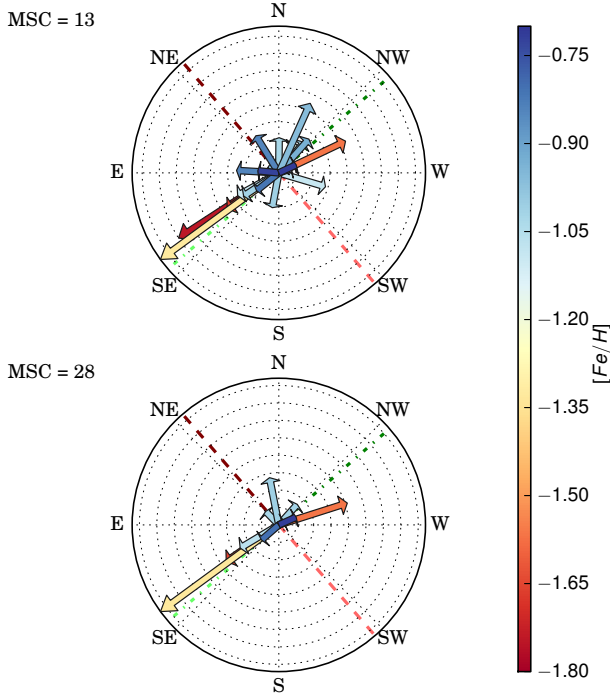 MSC = 13
N
NE
NW
E
W
SE
SW
S
MSC = 28
N
NE
NW
E
W
SE
SW
S
−0.75
−0.90
−1.05
−1.20
−1.35
−1.50
−1.65
−1.80
[Fe/H]